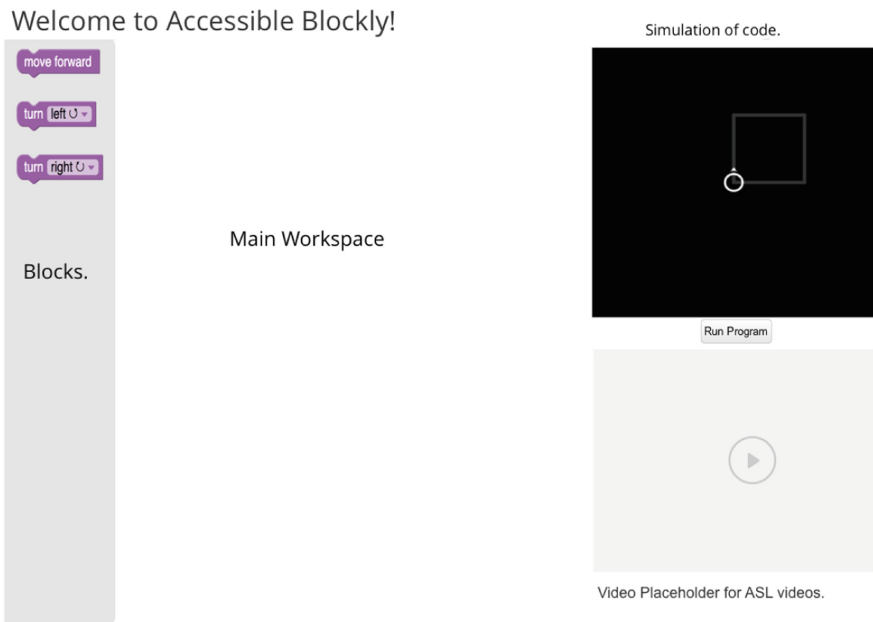 Welcome to Accessible Blockly!
Simulation of code.
move forward
turn left
turn right
Main Workspace
Blocks.
Run Program
Video Placeholder for ASL videos.